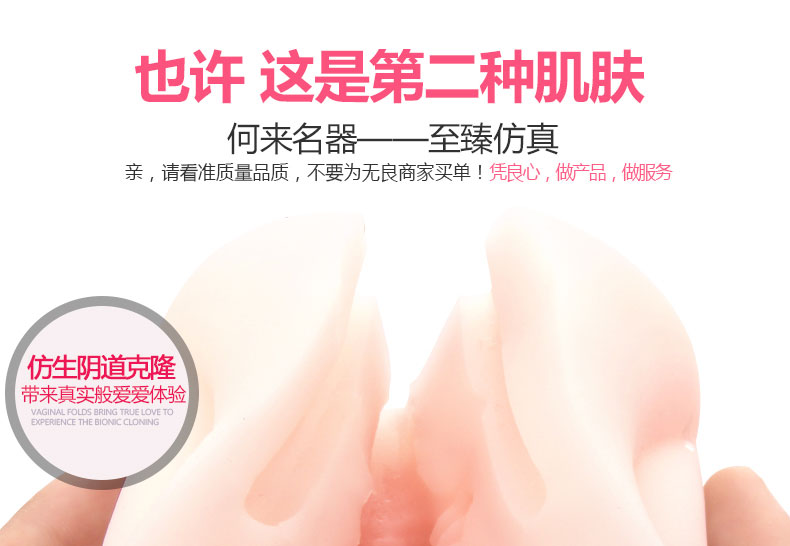 也许 这是第二种肌肤
何来名器——至臻仿真
亲，请看准质量品质，不要为无良商家买单！凭良心，做产品，做服务
仿生阴道克隆
带来真实般爱爱体验
VAGINAL FOLDS BRING TRUE LOVE TO
EXPERIENCE THE BIONIC CLONING